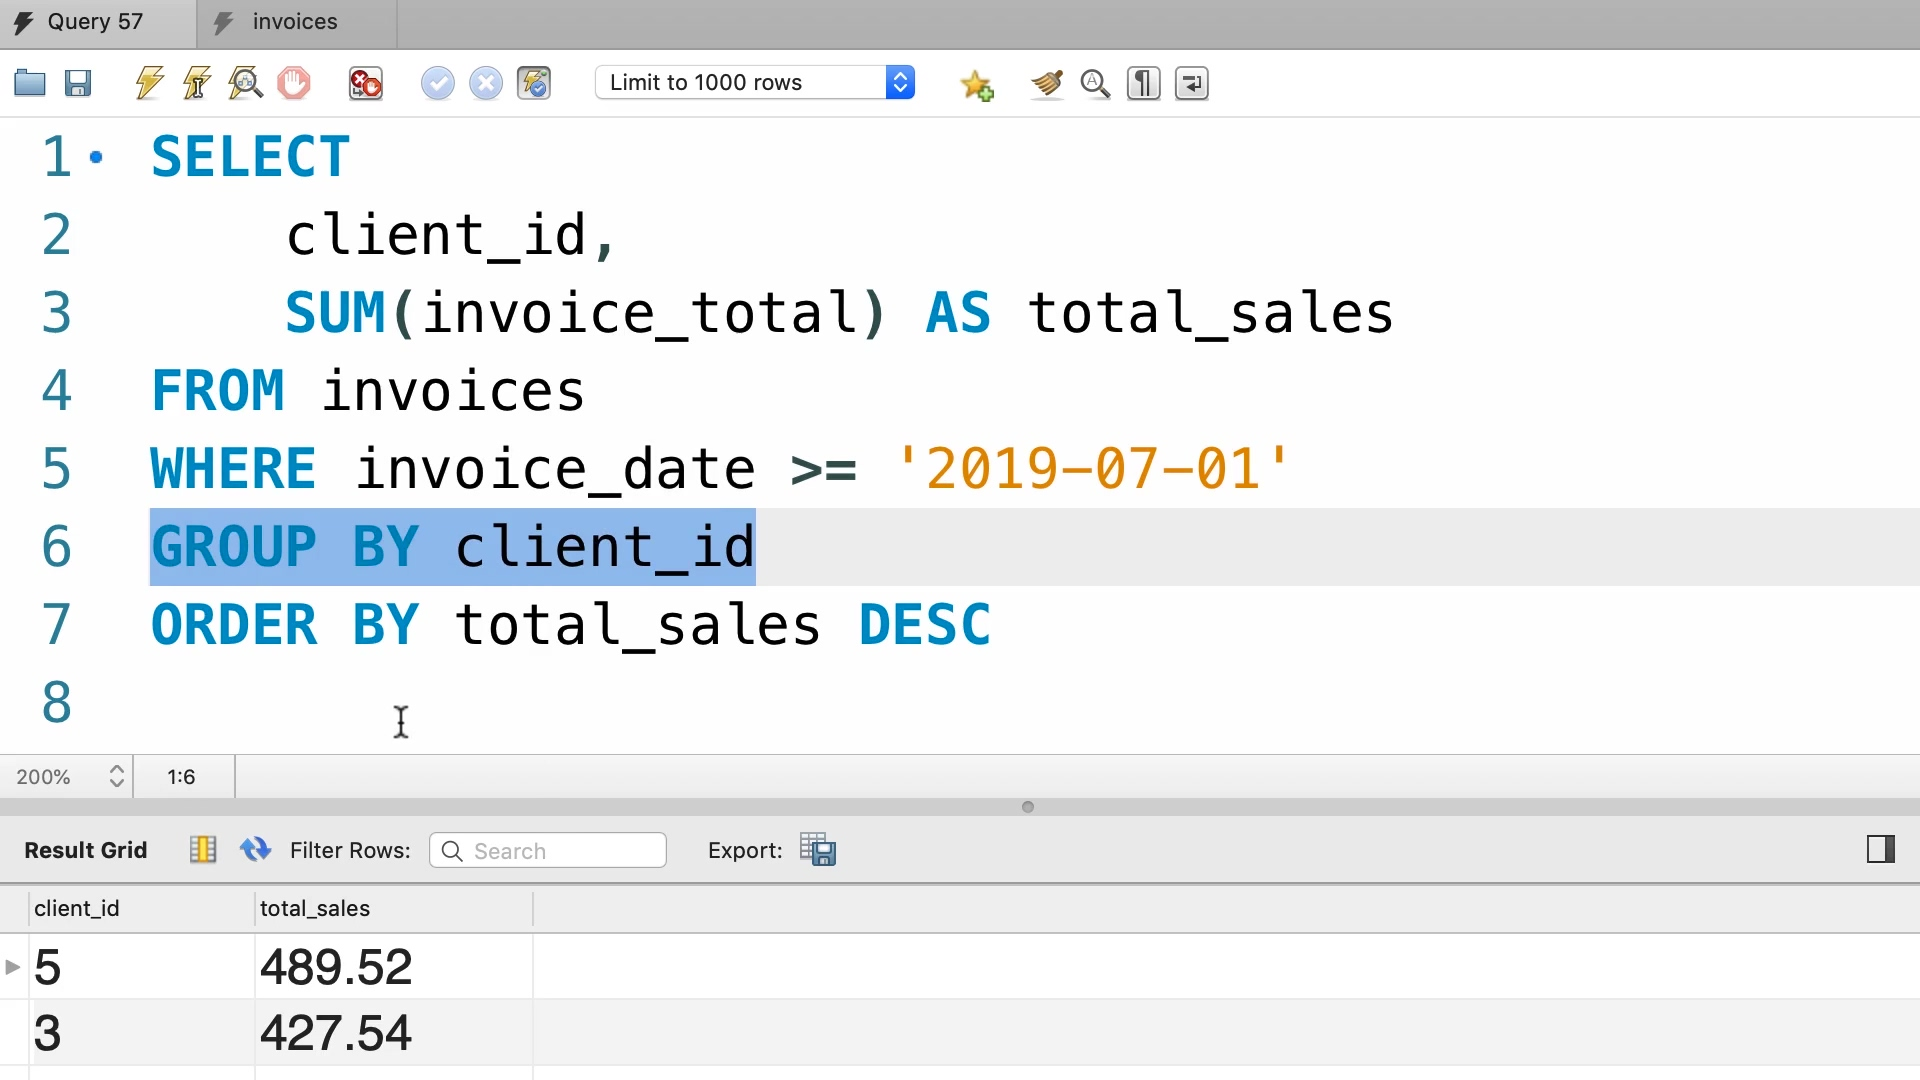 Query 57 invoices
Limit to 1000 rows
1 SELECT
2 client_id,
3 SUM(invoice_total) AS total_sales
4 FROM invoices
5 WHERE invoice_date >= '2019-07-01'
6 GROUP BY client_id
7 ORDER BY total_sales DESC
8
200% 1:6
Result Grid Filter Rows: Search Export:
client_id total_sales
5 489.52
3 427.54